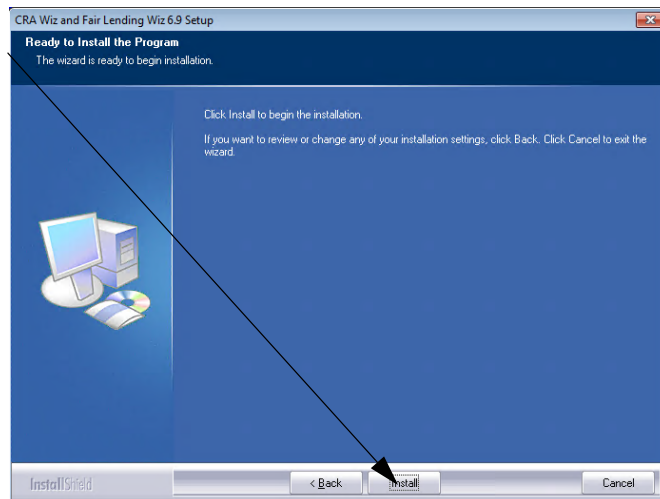 CRA Wiz and Fair Lending Wiz 6.9 Setup
Ready to Install the Program
The wizard is ready to begin installation.
Click Install to begin the installation.
If you want to review or change any of your installation settings, click Back. Click Cancel to exit the
wizard.
InstallShield
< Back
Install
Cancel